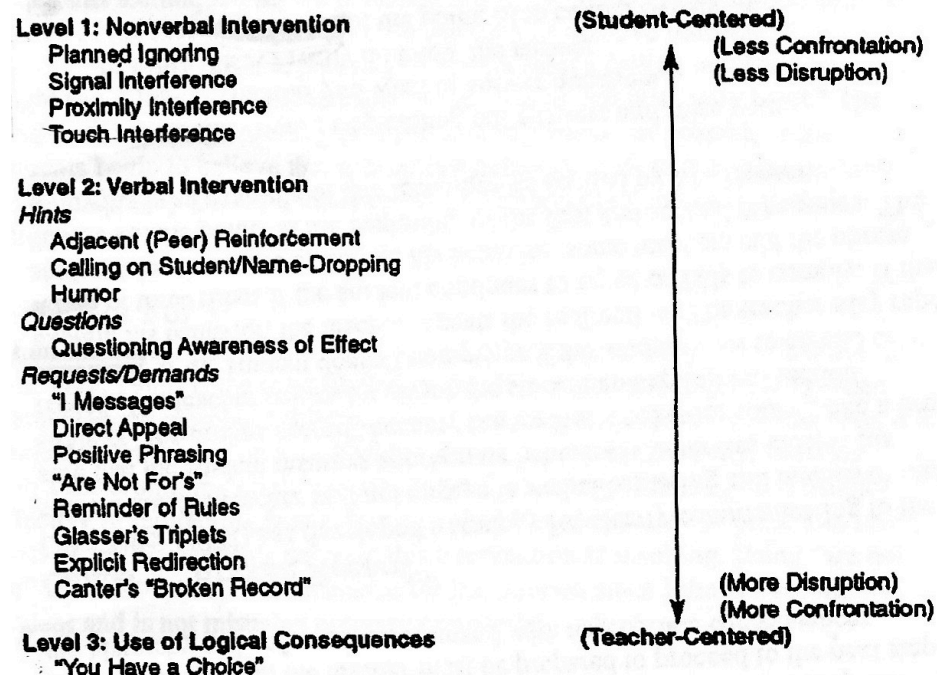 Level 1: Nonverbal Intervention
Planned Ignoring
Signal Interference
Proximity Interference
Touch Interference
Level 2: Verbal Intervention
Hints
Adjacent (Peer) Reinforcement
Calling on Student/Name-Dropping
Humor
Questions
Questioning Awareness of Effect
Requests/Demands
"I Messages"
Direct Appeal
Positive Phrasing
"Are Not For's"
Reminder of Rules
Glasser's Triplets
Explicit Redirection
Canter's "Broken Record"
Level 3: Use of Logical Consequences
"You Have a Choice"
(Student-Centered)
(Less Confrontation)
(Less Disruption)
(More Disruption)
(More Confrontation)
(Teacher-Centered)